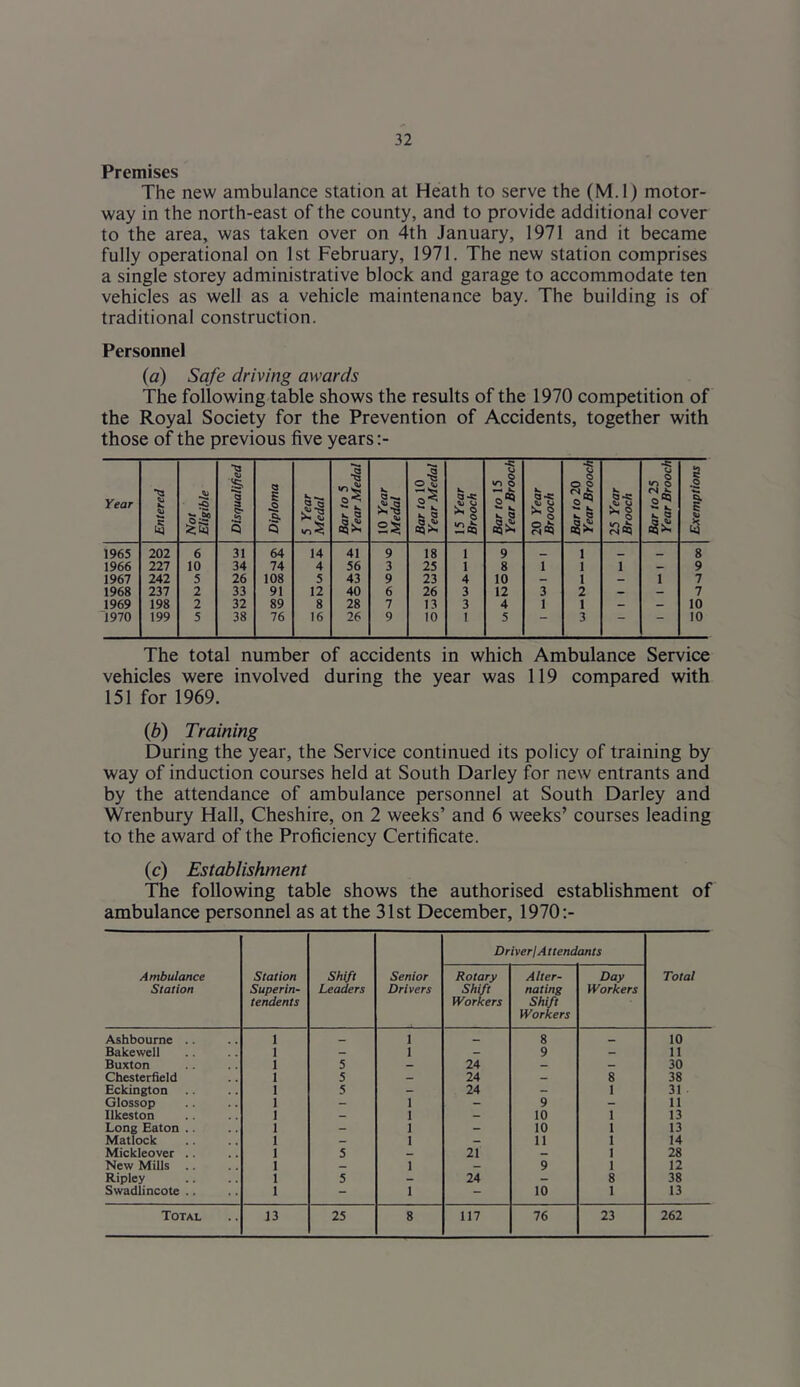 32
Premises
The new ambulance station at Heath to serve the (M.1) motor-
way in the north-east of the county, and to provide additional cover
to the area, was taken over on 4th January, 1971 and it became
fully operational on 1st February, 1971. The new station comprises
a single storey administrative block and garage to accommodate ten
vehicles as well as a vehicle maintenance bay. The building is of
traditional construction.
Personnel
(a) Safe driving awards
The following table shows the results of the 1970 competition of
the Royal Society for the Prevention of Accidents, together with
those of the previous five years:-
Year Entered Not Eligible Disqualified Diploma 5 Year Medal Bar to 5 Year Medal 10 Year Medal Bar to 10 Year Medal 15 Year Brooch Bar to 15 Year Brooch 20 Year Brooch Bar to 20 Year Brooch 25 Year Brooch Bar to 25 Year Brooch Exemptions
1965 202 6 31 64 14 41 9 18 1 9 – 1 – – 8
1966 227 10 34 74 4 56 3 25 1 8 1 1 1 – 9
1967 242 5 26 108 5 43 9 23 4 10 – 1 – 1 7
1968 237 2 33 91 12 40 6 26 3 12 3 2 – – 7
1969 198 2 32 89 8 28 7 13 3 4 1 1 – – 10
1970 199 5 38 76 16 26 9 10 1 5 – 3 – – 10
The total number of accidents in which Ambulance Service
vehicles were involved during the year was 119 compared with
151 for 1969.
(b) Training
During the year, the Service continued its policy of training by
way of induction courses held at South Darley for new entrants and
by the attendance of ambulance personnel at South Darley and
Wrenbury Hall, Cheshire, on 2 weeks’ and 6 weeks’ courses leading
to the award of the Proficiency Certificate.
(c) Establishment
The following table shows the authorised establishment of
ambulance personnel as at the 31st December, 1970:-
Driver/Attendants
Ambulance Station Station Superin-tendents Shift Leaders Senior Drivers Rotary Shift Workers Alter-nating Shift Workers Day Workers Total
Ashbourne .. .. 1 – 1 – 8 – 10
Bakewell .. .. 1 – 1 – 9 – 11
Buxton .. .. 1 5 – 24 – – 30
Chesterfield .. 1 5 – 24 – 8 38
Eckington .. .. 1 5 – 24 – 1 31
Glossop .. .. 1 – 1 – 9 – 11
Ilkeston .. .. 1 – 1 – 10 1 13
Long Eaton .. .. 1 – 1 – 10 1 13
Matlock .. .. 1 – 1 – 11 1 14
Mickleover .. .. 1 5 – 21 – 1 28
New Mills .. .. 1 – 1 – 9 1 12
Ripley .. .. 1 5 – 24 – 8 38
Swadlincote .. .. 1 – 1 – 10 1 13
TOTAL .. 13 25 8 117 76 23 262